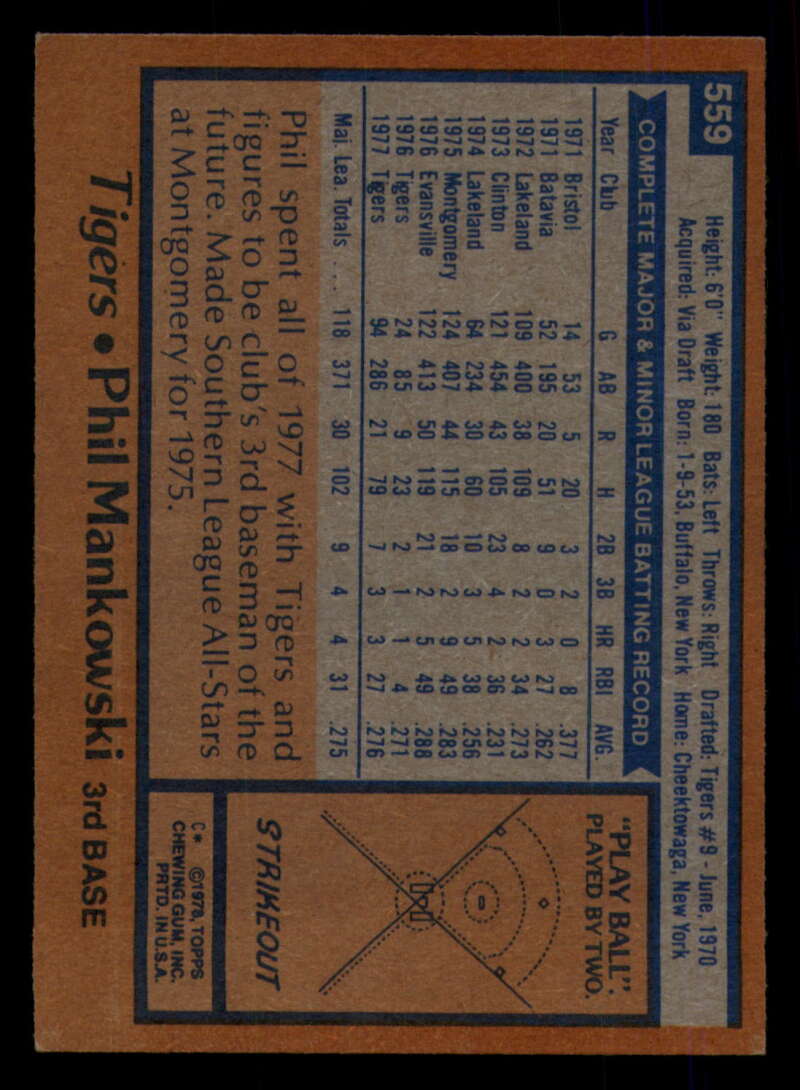 559
Height: 6'0" Weight: 180 Bats: Left Throws: Right Drafted: Tigers #9 - June, 1970
Acquired: Via Draft Born: 1-9-53, Buffalo, New York Home: Cheektowaga, New York
COMPLETE MAJOR & MINOR LEAGUE BATTING RECORD
Year Club G AB R H 2B 3B HR RBI AVG.
1971 Bristol 14 53 5 20 3 2 0 8 .377
1971 Batavia 52 195 20 51 9 0 3 27 .262
1972 Lakeland 109 400 38 109 8 2 2 34 .273
1973 Clinton 121 454 43 105 23 4 2 36 .231
1974 Lakeland 64 234 30 60 10 3 5 38 .256
1975 Montgomery 124 407 44 115 18 2 9 49 .283
1976 Evansville 122 413 50 119 21 2 5 49 .288
1976 Tigers 24 85 9 23 2 1 1 4 .271
1977 Tigers 94 286 21 79 7 3 3 27 .276
Maj. Lea. Totals ... 118 371 30 102 9 4 4 31 .275
Phil spent all of 1977 with Tigers and
figures to be club's 3rd baseman of the
future. Made Southern League All-Stars
at Montgomery for 1975.
"PLAY BALL":
PLAYED BY TWO.
STRIKEOUT
C* ©1978, TOPPS
CHEWING GUM, INC.
PRTD. IN U.S.A.
Tigers • Phil Mankowski 3rd BASE